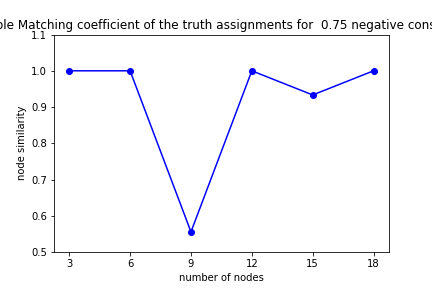 ple Matching coefficient of the truth assignments for 0.75 negative cons
1.1
1.0
0.9
0.8
0.7
0.6
0.5
node similarity
3 6 9 12 15 18
number of nodes